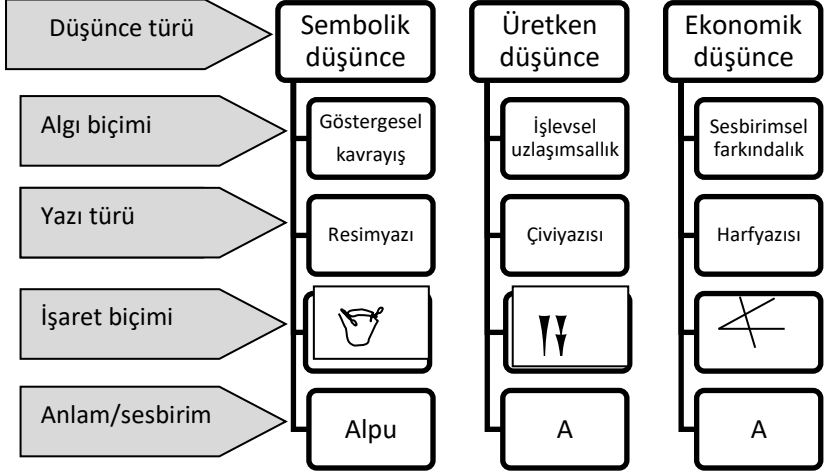 Düşünce türü
Sembolik
düşünce
Üretken
düşünce
Ekonomik
düşünce
Algı biçimi
Göstergesel
kavrayış
İşlevsel
uzlaşımsallık
Sesbirimsel
farkındalık
Yazı türü
Resimyazı
Çiviyazısı
Harfyazısı
İşaret biçimi
Anlam/sesbirim
Alpu
A
A